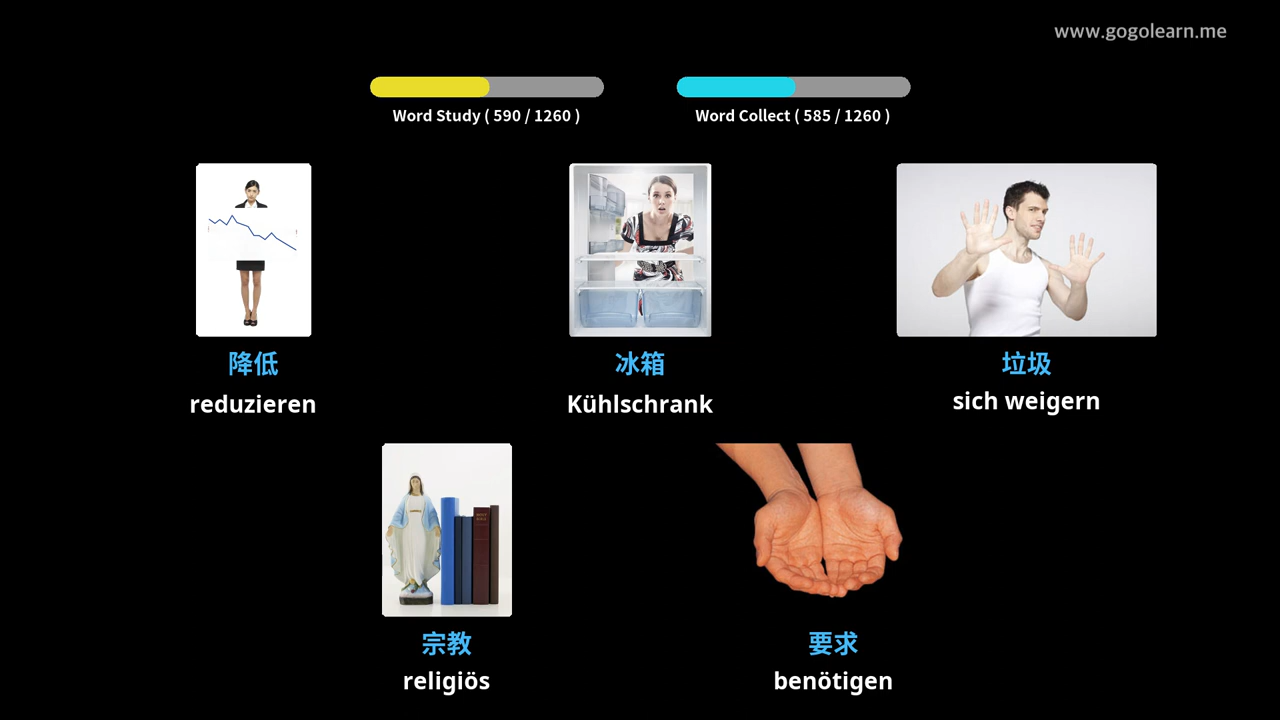 www.gogolearn.me
Word Study ( 590 / 1260 )
Word Collect ( 585 / 1260 )
降低
reduzieren
冰箱
Kühlschrank
垃圾
sich weigern
宗教
religiös
要求
benötigen